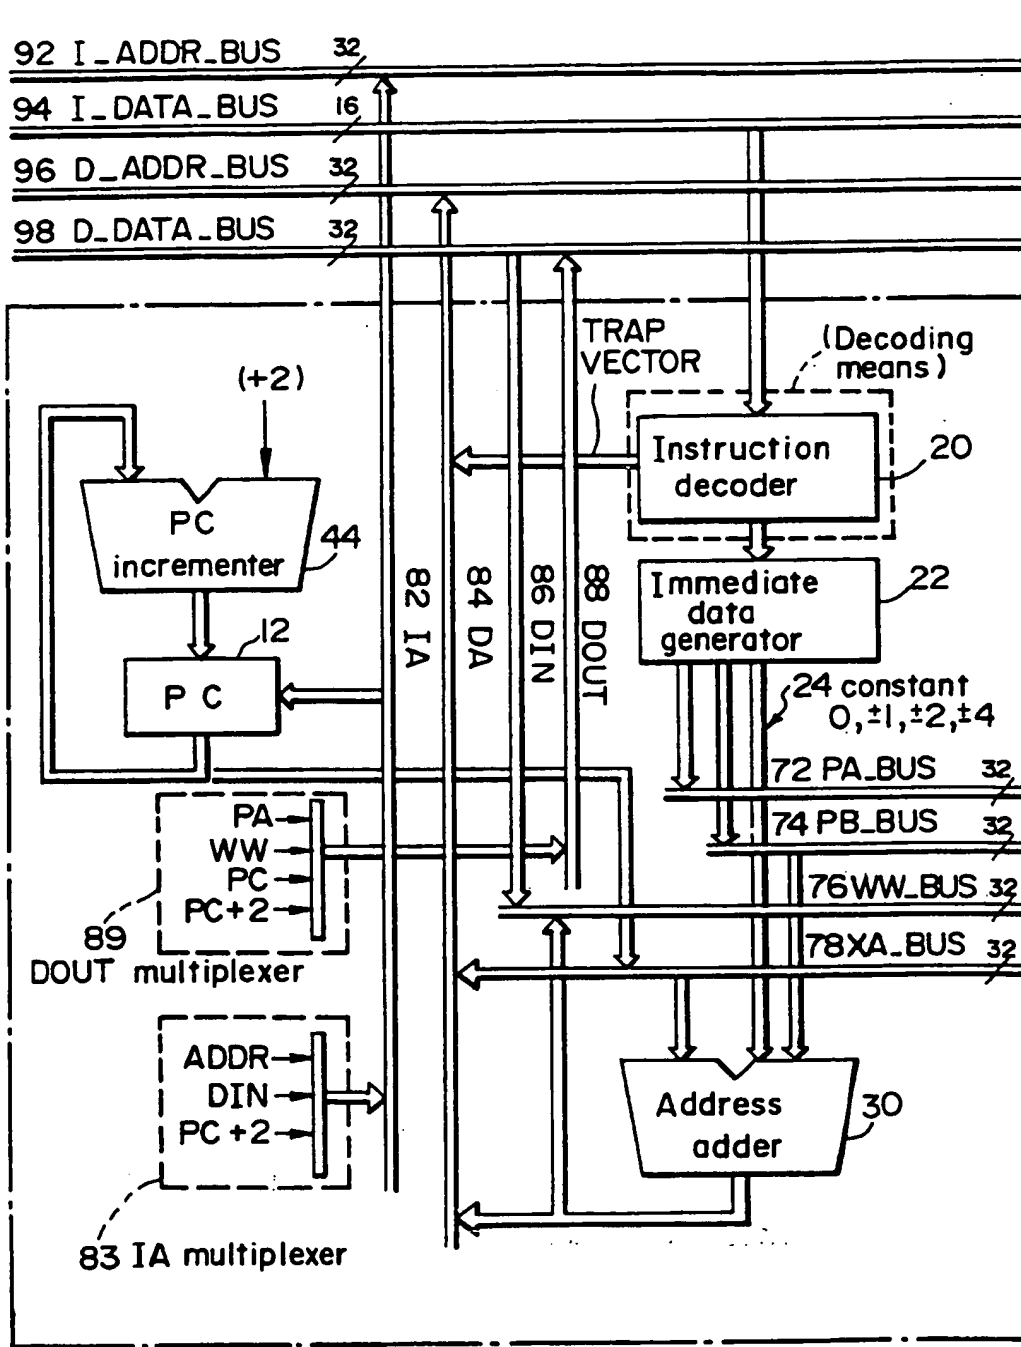 92 I_ADDR_BUS 32
94 I_DATA_BUS 16
96 D_ADDR_BUS 32
98 D_DATA_BUS 32
TRAP
VECTOR
(Decoding
means)
(+2)
Instruction
decoder
20
PC
incrementer
44
Immediate
data
generator
22
82 IA
84 DA
86 DIN
88 DOUT
12
PC
24 constant
0,±1,±2,±4
72 PA_BUS 32
74 PB_BUS 32
76 WW_BUS 32
78 XA_BUS 32
PA
WW
PC
PC+2
89
DOUT multiplexer
ADDR
DIN
PC+2
83 IA multiplexer
Address
adder
30